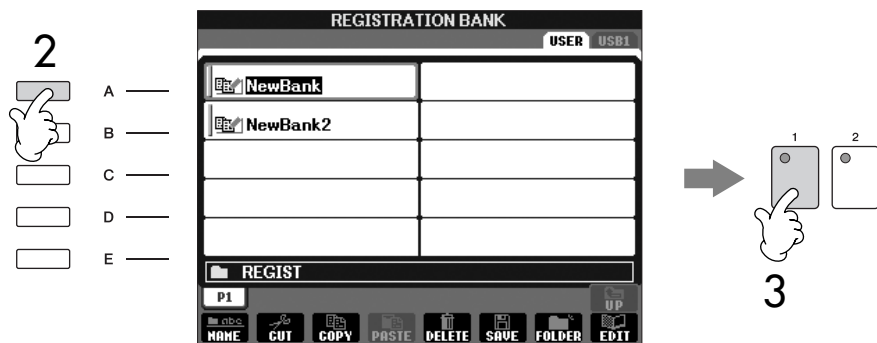 REGISTRATION BANK
USER USB1
2
A
NewBank
B
NewBank2
C
D
E
REGIST
P1
UP
abc
NAME CUT COPY PASTE DELETE SAVE FOLDER EDIT
1 2
3